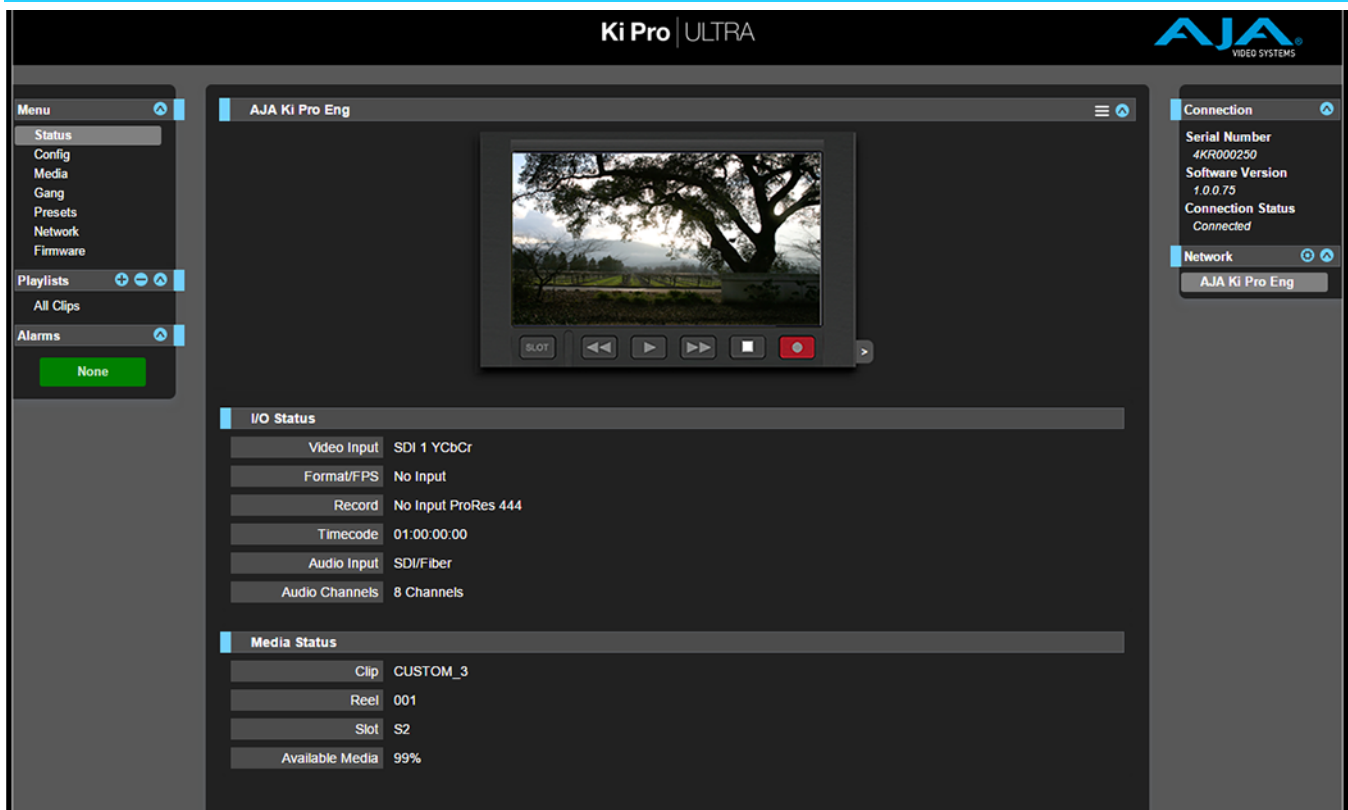 Ki Pro | ULTRA
AJA®
VIDEO SYSTEMS
Menu
Status
Config
Media
Gang
Presets
Network
Firmware
Playlists
All Clips
Alarms
None
AJA Ki Pro Eng
SLOT
>
I/O Status
Video Input SDI 1 YCbCr
Format/FPS No Input
Record No Input ProRes 444
Timecode 01:00:00:00
Audio Input SDI/Fiber
Audio Channels 8 Channels
Media Status
Clip CUSTOM_3
Reel 001
Slot S2
Available Media 99%
Connection
Serial Number
4KR000250
Software Version
1.0.0.75
Connection Status
Connected
Network
AJA Ki Pro Eng